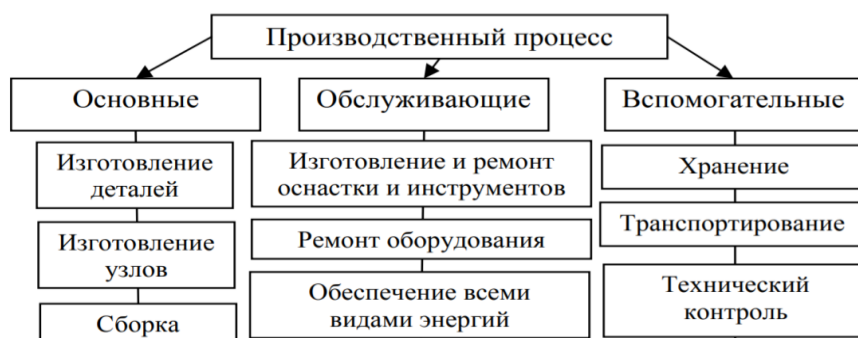 Производственный процесс
Основные
Обслуживающие
Вспомогательные
Изготовление
деталей
Изготовление
узлов
Сборка
Изготовление и ремонт
оснастки и инструментов
Ремонт оборудования
Обеспечение всеми
видами энергий
Хранение
Транспортирование
Технический
контроль